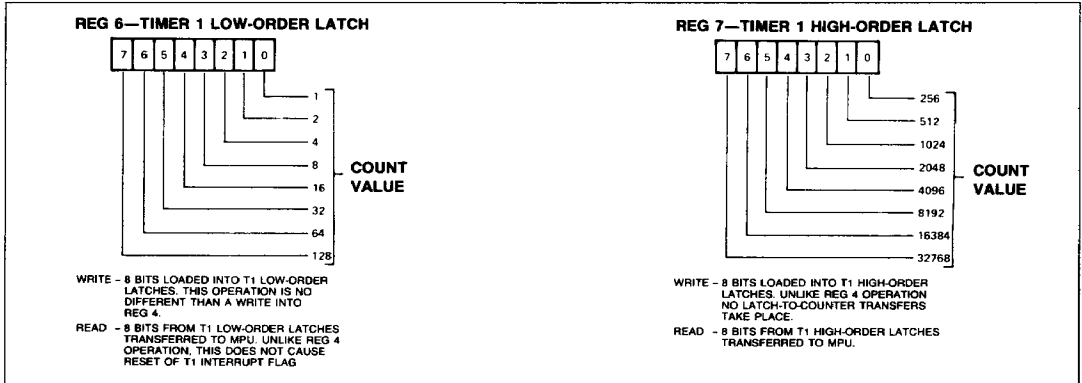 REG 6—TIMER 1 LOW-ORDER LATCH
7 6 5 4 3 2 1 0
1
2
4
8
16
32
64
128
COUNT
VALUE
WRITE – 8 BITS LOADED INTO T1 LOW-ORDER
LATCHES. THIS OPERATION IS NO
DIFFERENT THAN A WRITE INTO
REG 4.
READ – 8 BITS FROM T1 LOW-ORDER LATCHES
TRANSFERRED TO MPU. UNLIKE REG 4
OPERATION, THIS DOES NOT CAUSE
RESET OF T1 INTERRUPT FLAG
REG 7—TIMER 1 HIGH-ORDER LATCH
7 6 5 4 3 2 1 0
256
512
1024
2048
4096
8192
16384
32768
COUNT
VALUE
WRITE – 8 BITS LOADED INTO T1 HIGH-ORDER
LATCHES. UNLIKE REG 4 OPERATION
NO LATCH-TO-COUNTER TRANSFERS
TAKE PLACE.
READ – 8 BITS FROM T1 HIGH-ORDER LATCHES
TRANSFERRED TO MPU.